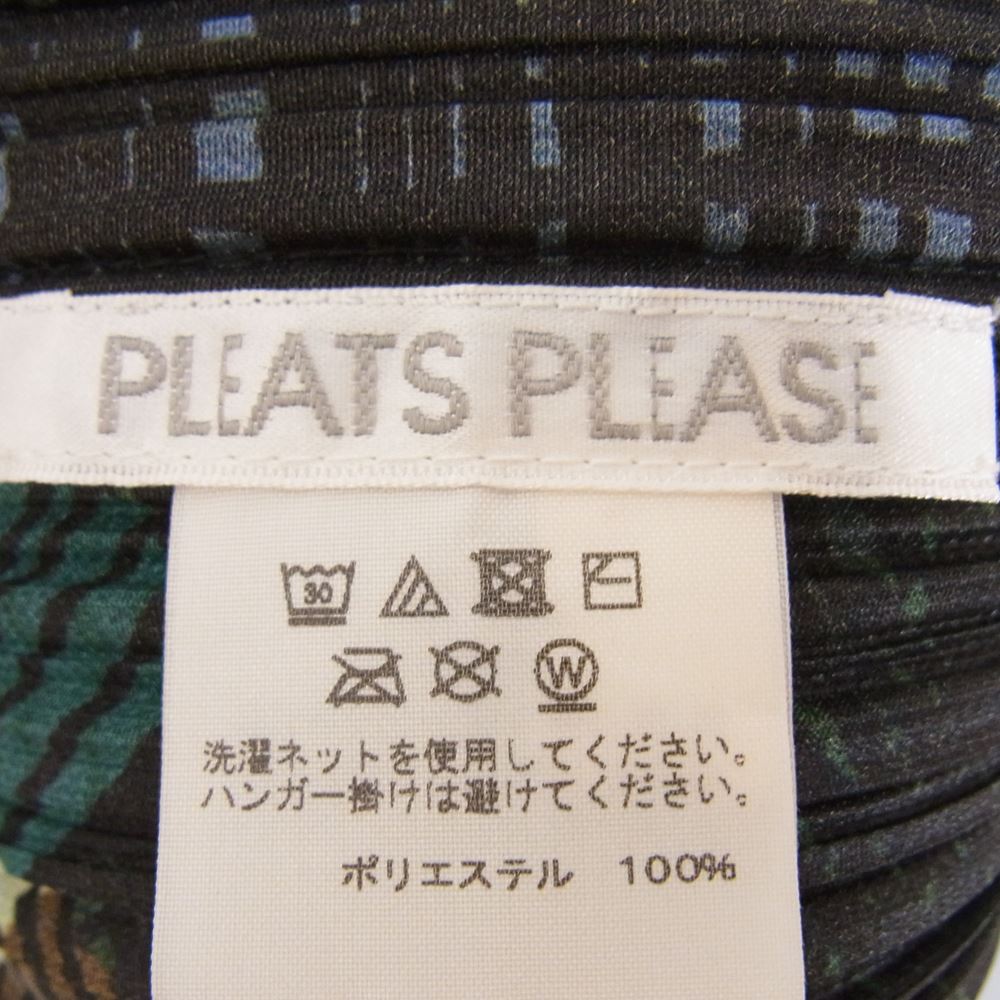 PLEATS PLEASE
30
W
洗濯ネットを使用してください。
ハンガー掛けは避けてください。
ポリエステル 100%